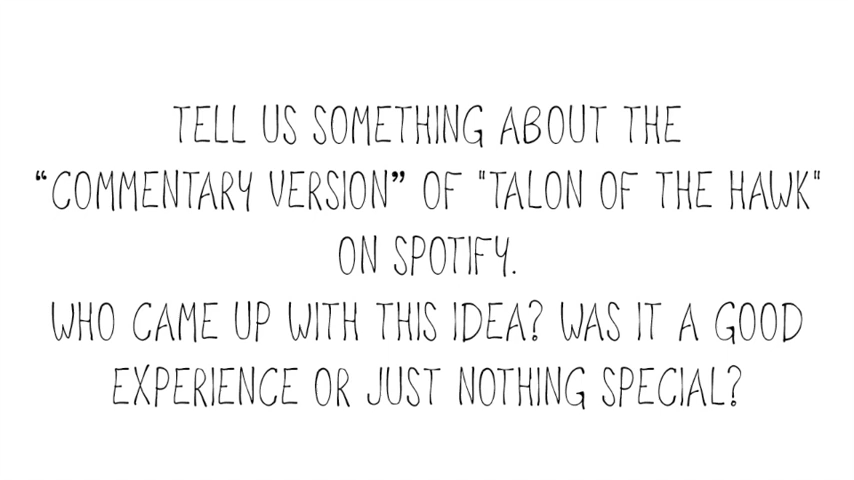 TELL US SOMETHING ABOUT THE
“COMMENTARY VERSION” OF "TALON OF THE HAWK"
ON SPOTIFY.
WHO CAME UP WITH THIS IDEA? WAS IT A GOOD
EXPERIENCE OR JUST NOTHING SPECIAL?